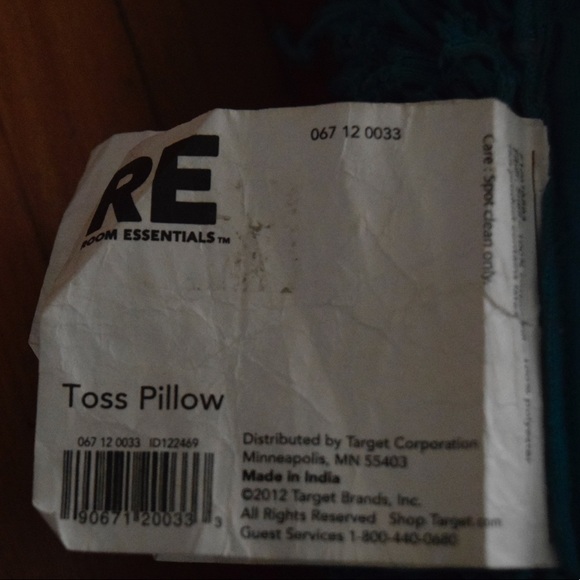 067 12 0033
RE
ROOM ESSENTIALS™
Care : Spot clean only.
Toss Pillow
067 12 0033 ID122469
90671 20033 3
Distributed by Target Corporation
Minneapolis, MN 55403
Made in India
©2012 Target Brands, Inc.
All Rights Reserved Shop Target.com
Guest Services 1-800-440-0680